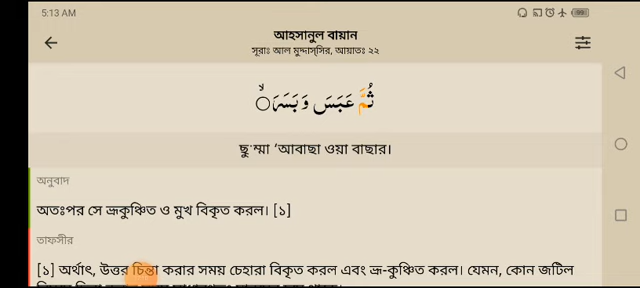 5:13 AM
আহসানুল বায়ান
সূরাঃ আল মুদ্দাসসির, আয়াতঃ ২২
ثُمَّ عَبَسَ وَبَسَرَ ۙ
ছু ম্মা 'আবাছা ওয়া বাছার।
অনুবাদ
অতঃপর সে ভ্রূকুঞ্চিত ও মুখ বিকৃত করল। [১]
তাফসীর
[১] অর্থাৎ, উত্তর চিন্তা করার সময় চেহারা বিকৃত করল এবং ভ্রূ-কুঞ্চিত করল। যেমন, কোন জটিল